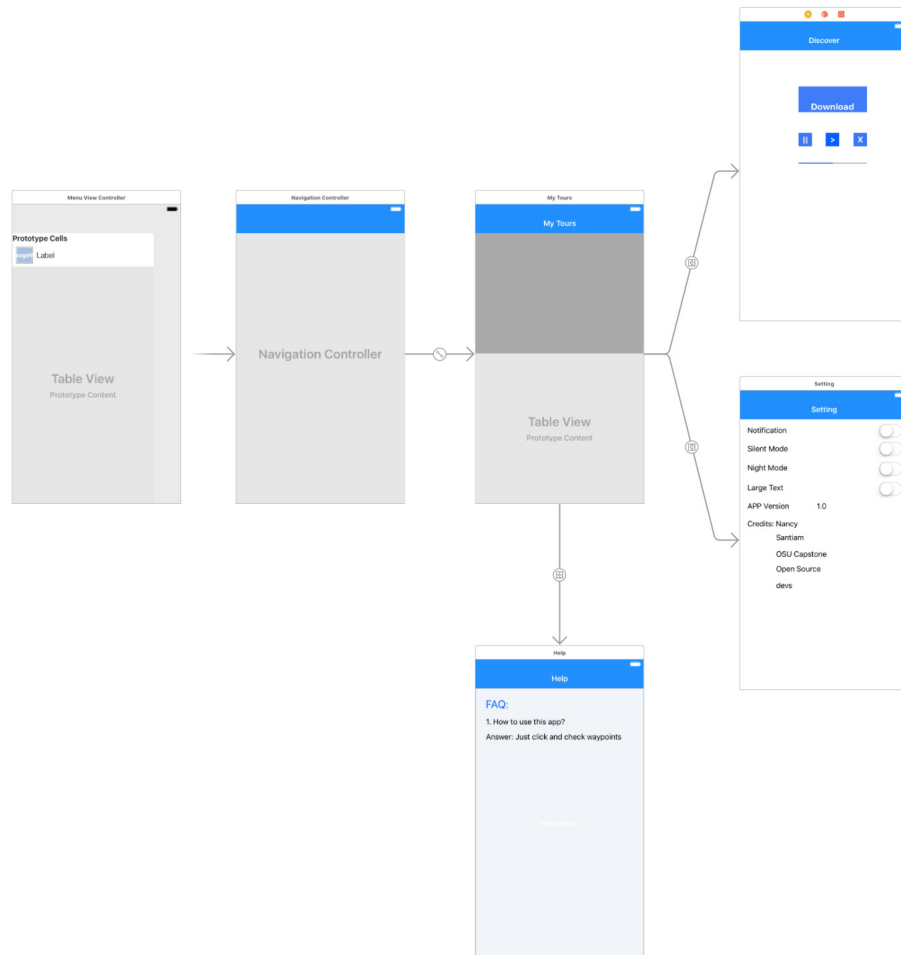 Menu View Controller
Prototype Cells
Label
Table View
Prototype Content
Navigation Controller
Navigation Controller
My Tours
My Tours
Table View
Prototype Content
Discover
Download
|| > X
Setting
Setting
Notification
Silent Mode
Night Mode
Large Text
APP Version 1.0
Credits: Nancy
Santiam
OSU Capstone
Open Source
devs
Help
Help
FAQ:
1. How to use this app?
Answer: Just click and check waypoints